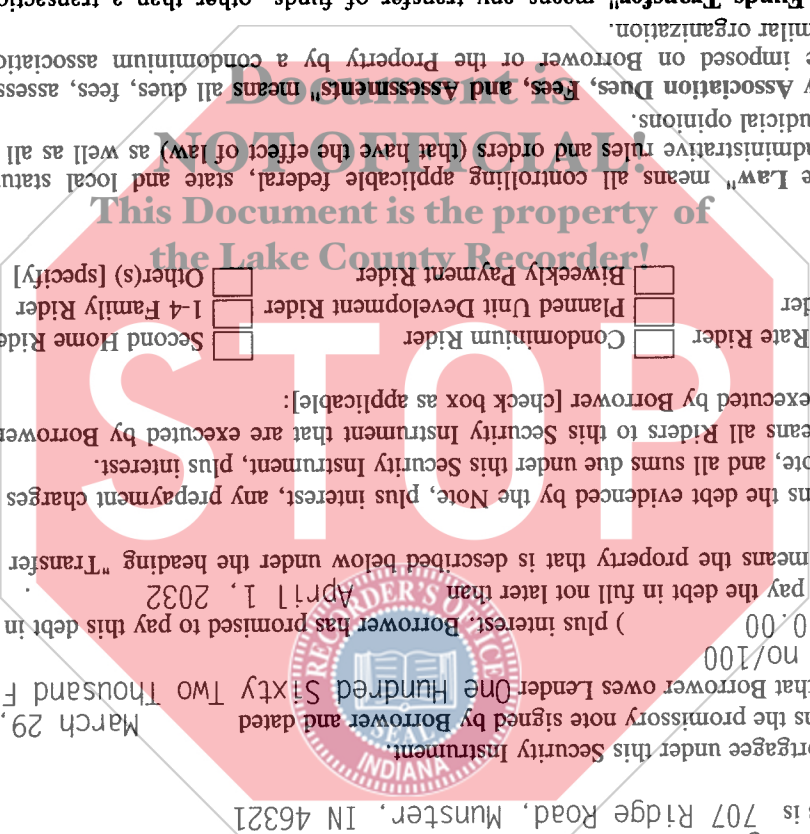 s is 707 Ridge Road, Munster, IN 46321
ortgagee under this Security Instrument.
ns the promissory note signed by Borrower and dated March 29,
hat Borrower owes Lender One Hundred Sixty Two Thousand F
no/100
0.00 ) plus interest. Borrower has promised to pay this debt in
pay the debt in full not later than April 1, 2032 .
means the property that is described below under the heading "Transfer
ns the debt evidenced by the Note, plus interest, any prepayment charges
ote, and all sums due under this Security Instrument, plus interest.
eans all Riders to this Security Instrument that are executed by Borrower
executed by Borrower [check box as applicable]:
Rate Rider Condominium Rider Second Home Ride
der Planned Unit Development Rider 1-4 Family Rider
Biweekly Payment Rider Other(s) [specify]
e Law" means all controlling applicable federal, state and local statu
dministrative rules and orders (that have the effect of law) as well as all
udicial opinions.
y Association Dues, Fees, and Assessments" means all dues, fees, assess
e imposed on Borrower or the Property by a condominium association
milar organization.
Funds Transfer" means any transfer of funds, other than a transaction
Document is
NOT OFFICIAL!
This Document is the property of
the Lake County Recorder!
STOP
RECORDER'S OFFICE
SEAL
INDIANA